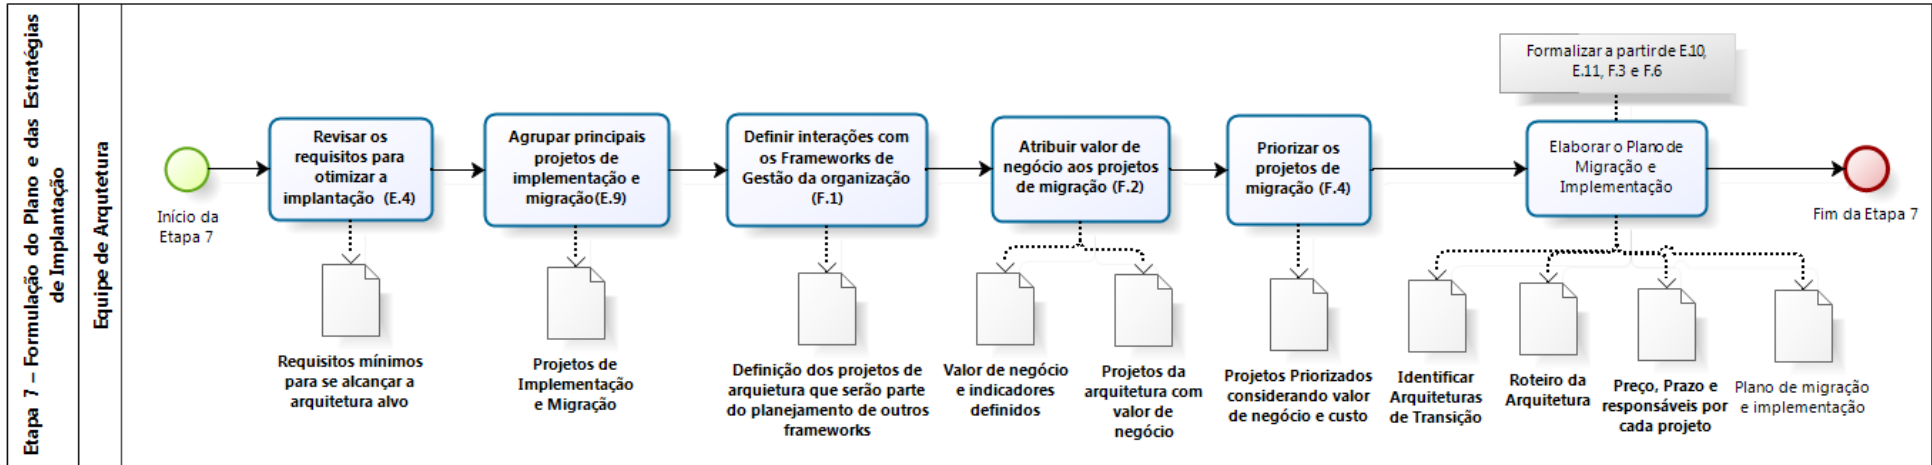 Etapa 7 – Formulação do Plano e das Estratégias
de Implantação
Equipe de Arqutetura
Início da
Etapa 7
Revisar os
requisitos para
otimizar a
implantação (E.4)
Requisitos mínimos
para se alcançar a
arquitetura alvo
Agrupar principais
projetos de
implementação e
migração(E.9)
Projetos de
Implementação
e Migração
Definir interações com
os Frameworks de
Gestão da organização
(F.1)
Definição dos projetos de
arquietura que serão parte
do planejamento de outros
frameworks
Atribuir valor de
negócio aos projetos
de migração (F.2)
Valor de negócio
e indicadores
definidos
Projetos da
arquitetura com
valor de
negócio
Priorizar os
projetos de
migração (F.4)
Projetos Priorizados
considerando valor
de negócio e custo
Formalizar a partir de E.10,
E.11, F.3 e F.6
Elaborar o Plano de
Migração e
Implementação
Identificar
Arquiteturas
de Transição
Roteiro da
Arquitetura
Preço, Prazo e
responsáveis por
cada projeto
Plano de migração
e implementação
Fim da Etapa 7